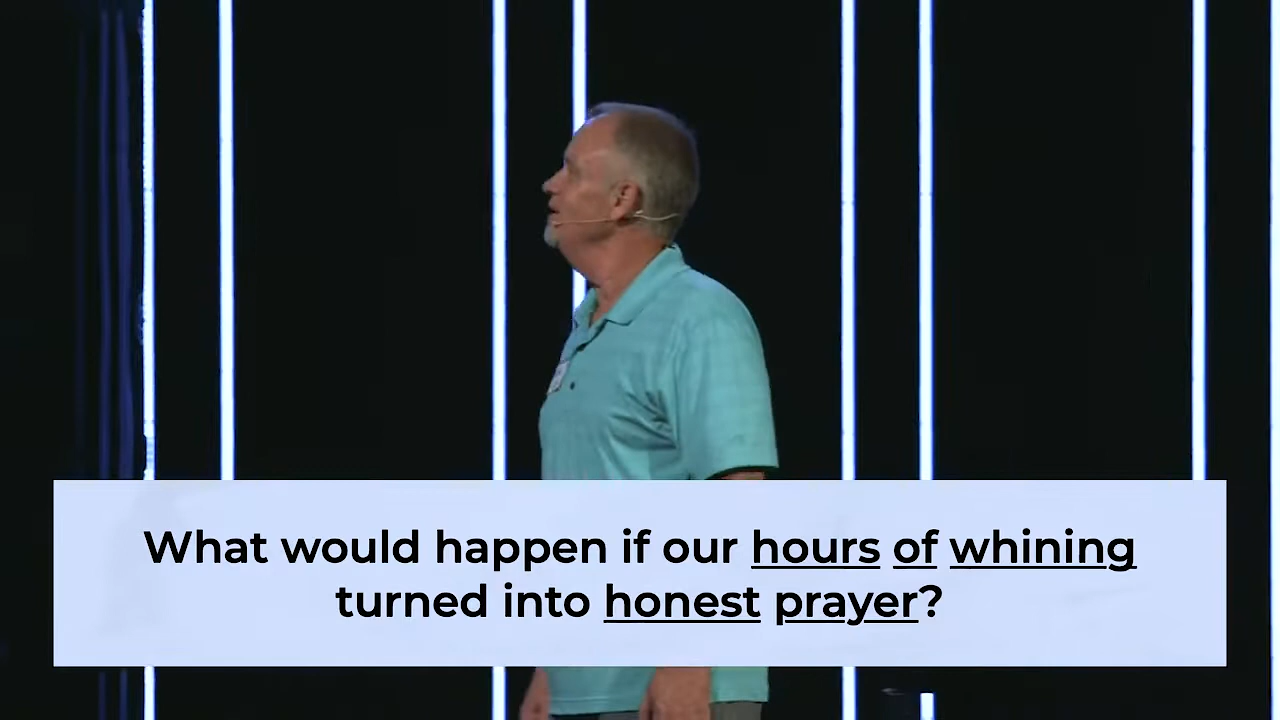 What would happen if our hours of whining
turned into honest prayer?